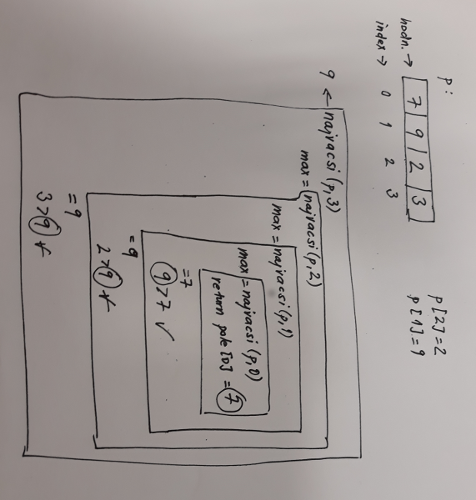 p:
hodn. → 7 9 2 3
index → 0 1 2 3
p[2]=2
p[1]=9
9 ← najvacsi (p,3)
max = najvacsi (p,2)
max = najvacsi (p,1)
max = najvacsi (p,0)
return pole [0] = 7
= 7
9 > 7 ✓
= 9
2 > 9
= 9
3 > 9